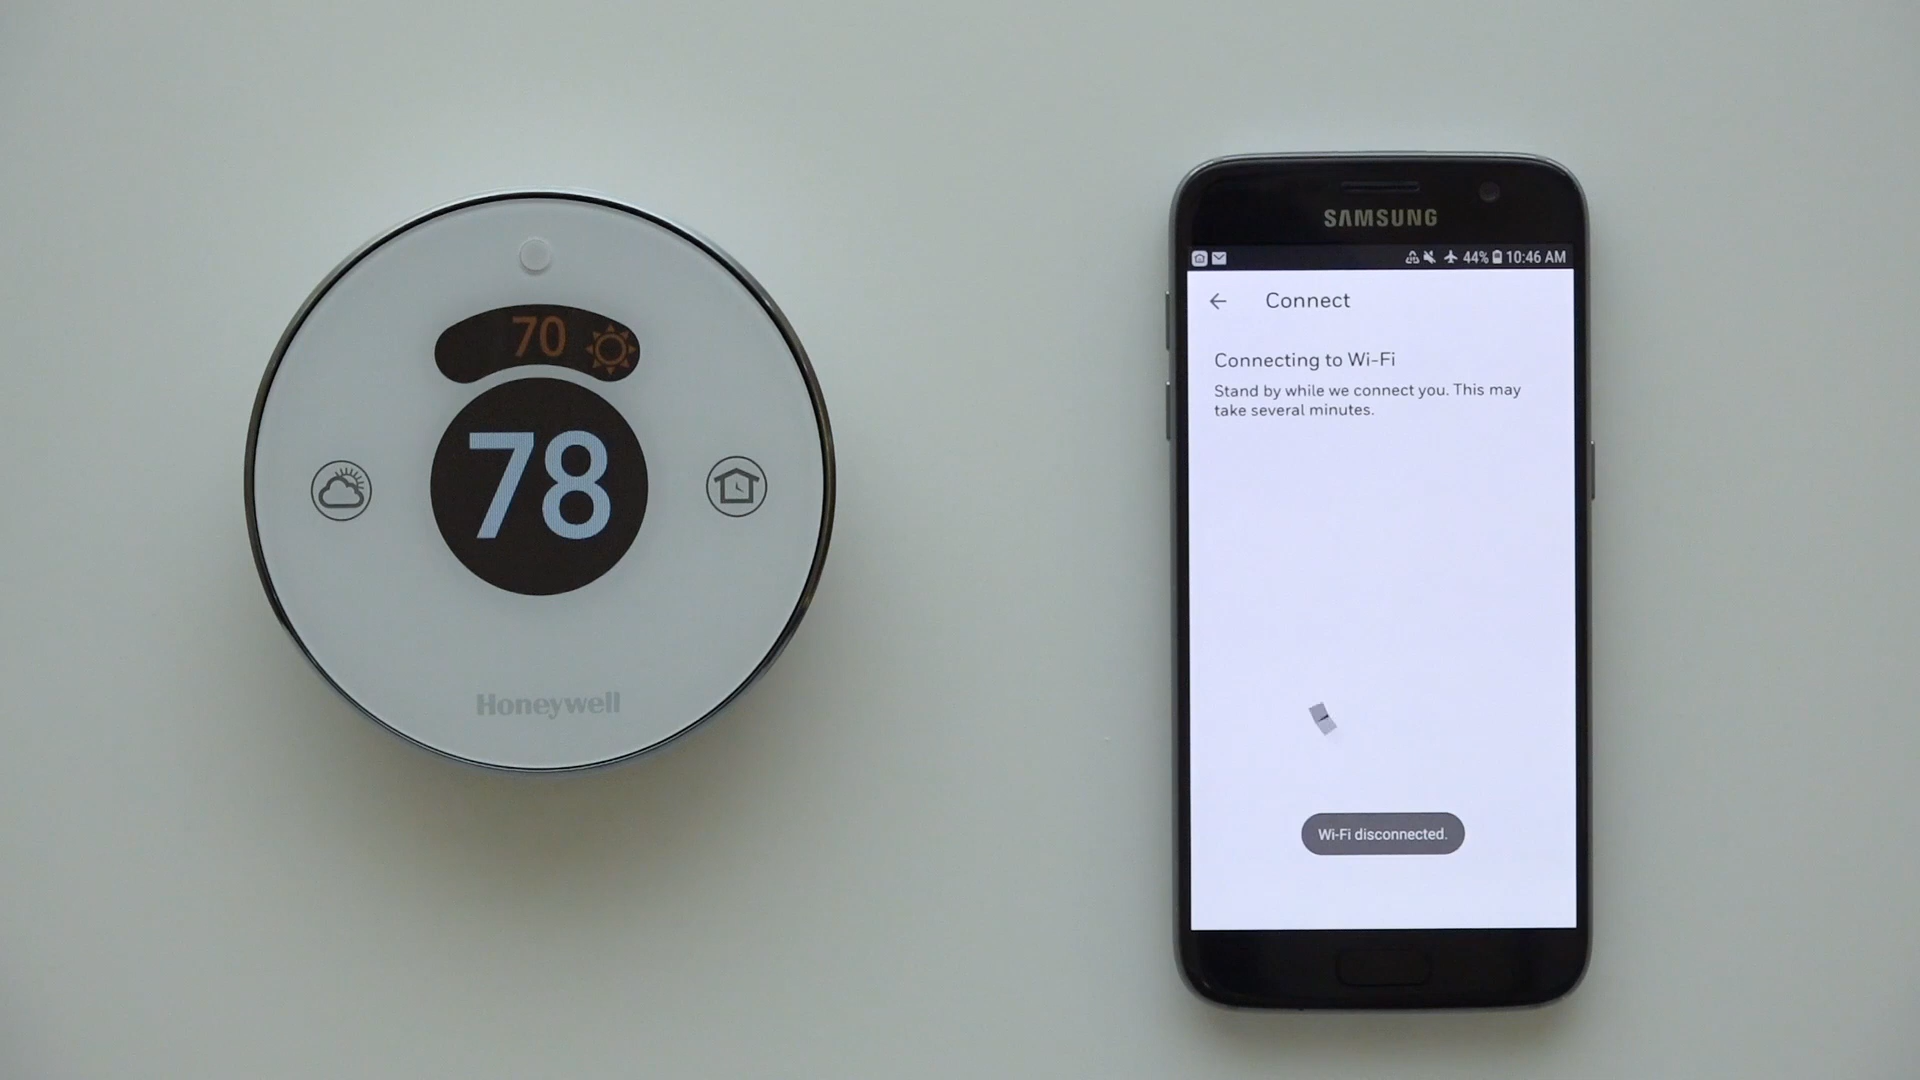 70
78
Honeywell
SAMSUNG
44% 10:46 AM
Connect
Connecting to Wi-Fi
Stand by while we connect you. This may
take several minutes.
Wi-Fi disconnected.